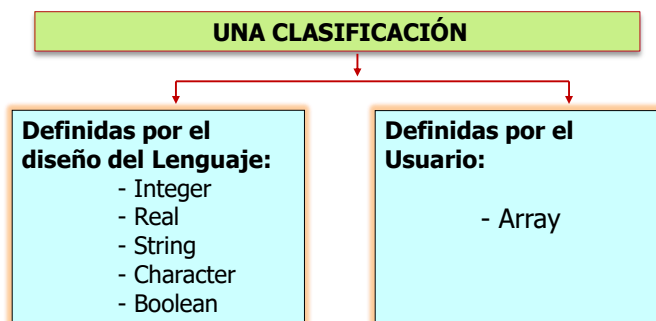 UNA CLASIFICACIÓN
Definidas por el
diseño del Lenguaje:
- Integer
- Real
- String
- Character
- Boolean
Definidas por el
Usuario:
- Array